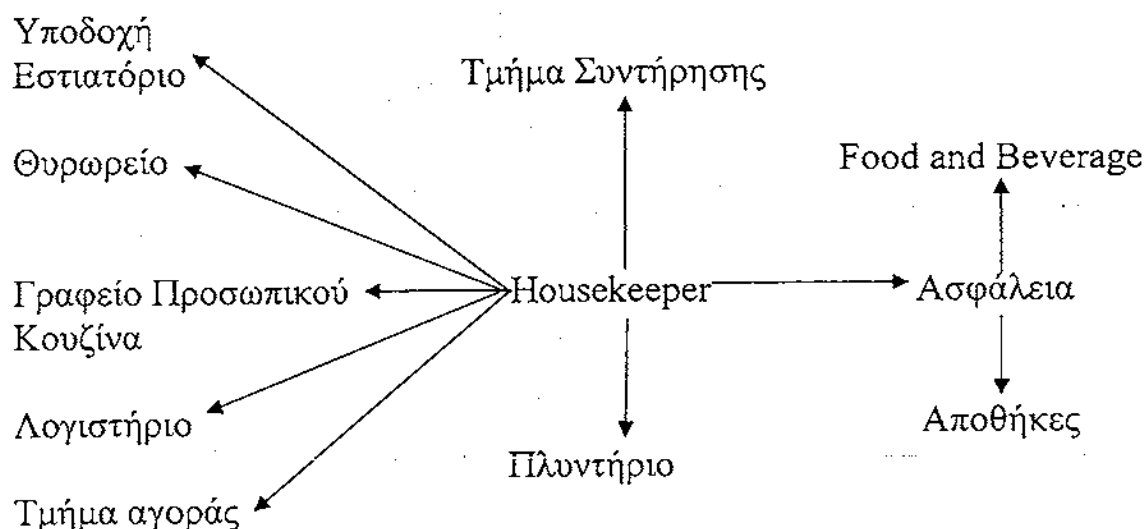 Υποδοχή
Εστιατόριο
Τμήμα Συντήρησης
Θυρωρείο
Food and Beverage
Γραφείο Προσωπικού
Κουζίνα
Housekeeper
Ασφάλεια
Λογιστήριο
Πλυντήριο
Αποθήκες
Τμήμα αγοράς